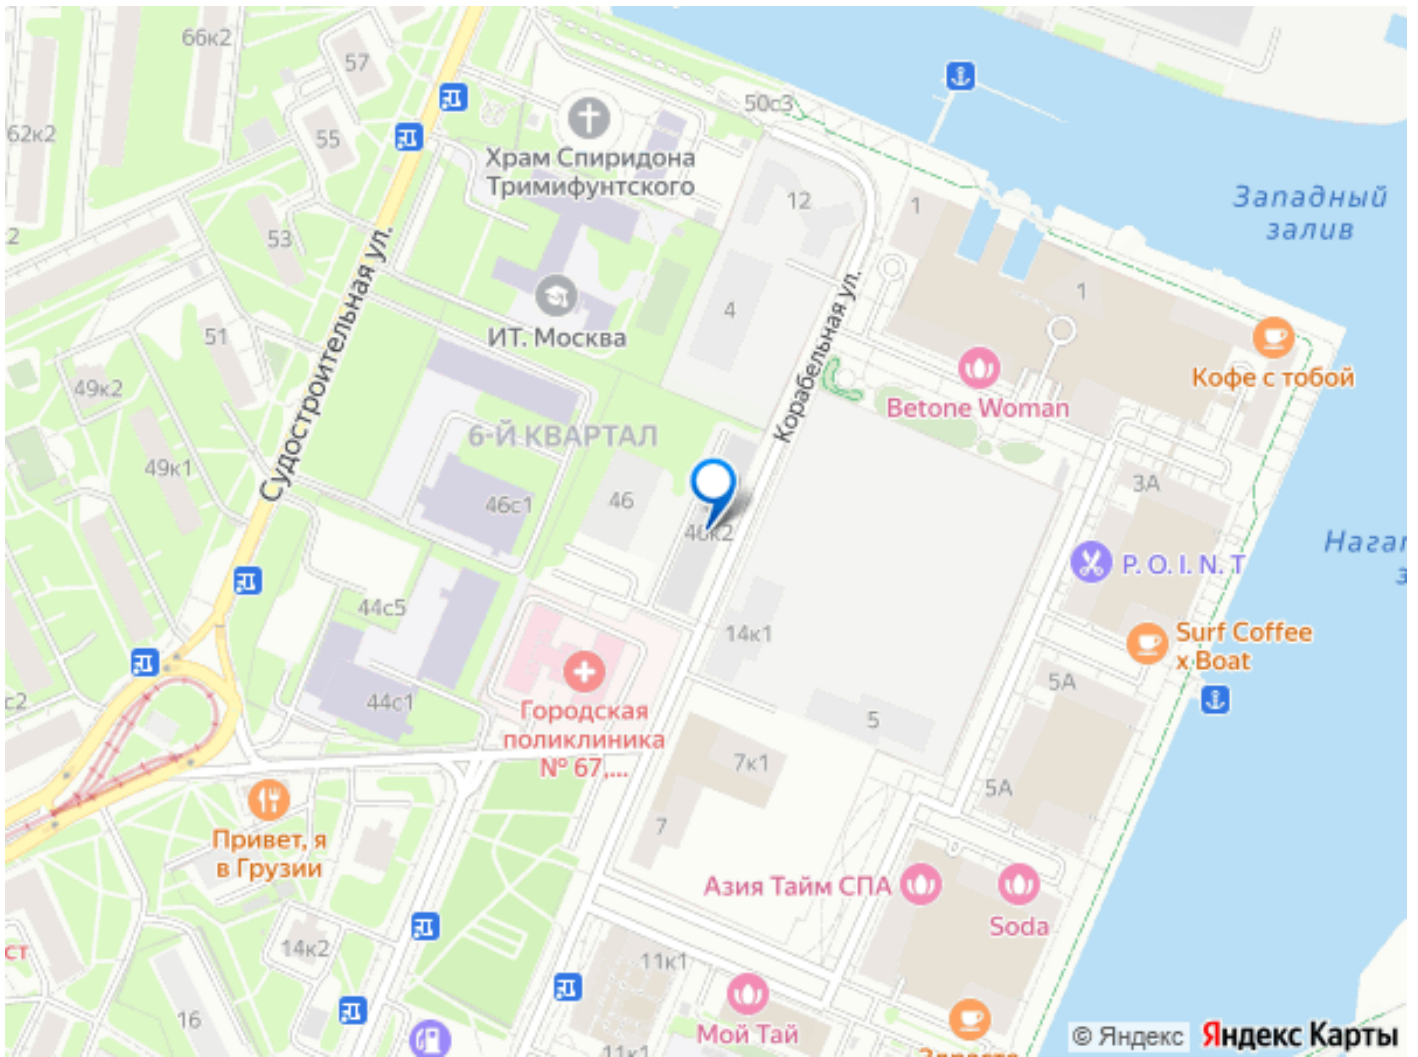 66к2
57
62к2
55
50с3
Храм Спиридона
Тримифунтского
12
1
Западный
залив
2
53
Судостроительная ул.
ИТ. Москва
4
Корабельная ул.
1
51
49к2
Кофе с тобой
Betone Woman
6-Й КВАРТАЛ
49к1
46с1
46
46к2
3А
P. O. I. N. T
44с5
14к1
Surf Coffee
x Boat
5А
с2
44с1
Городская
поликлиника
№ 67,...
5
7к1
5А
7
Привет, я
в Грузии
Азия Тайм СПА
Soda
ст
14к2
11к1
16
Мой Тай
11к1
© Яндекс
Яндекс Карты